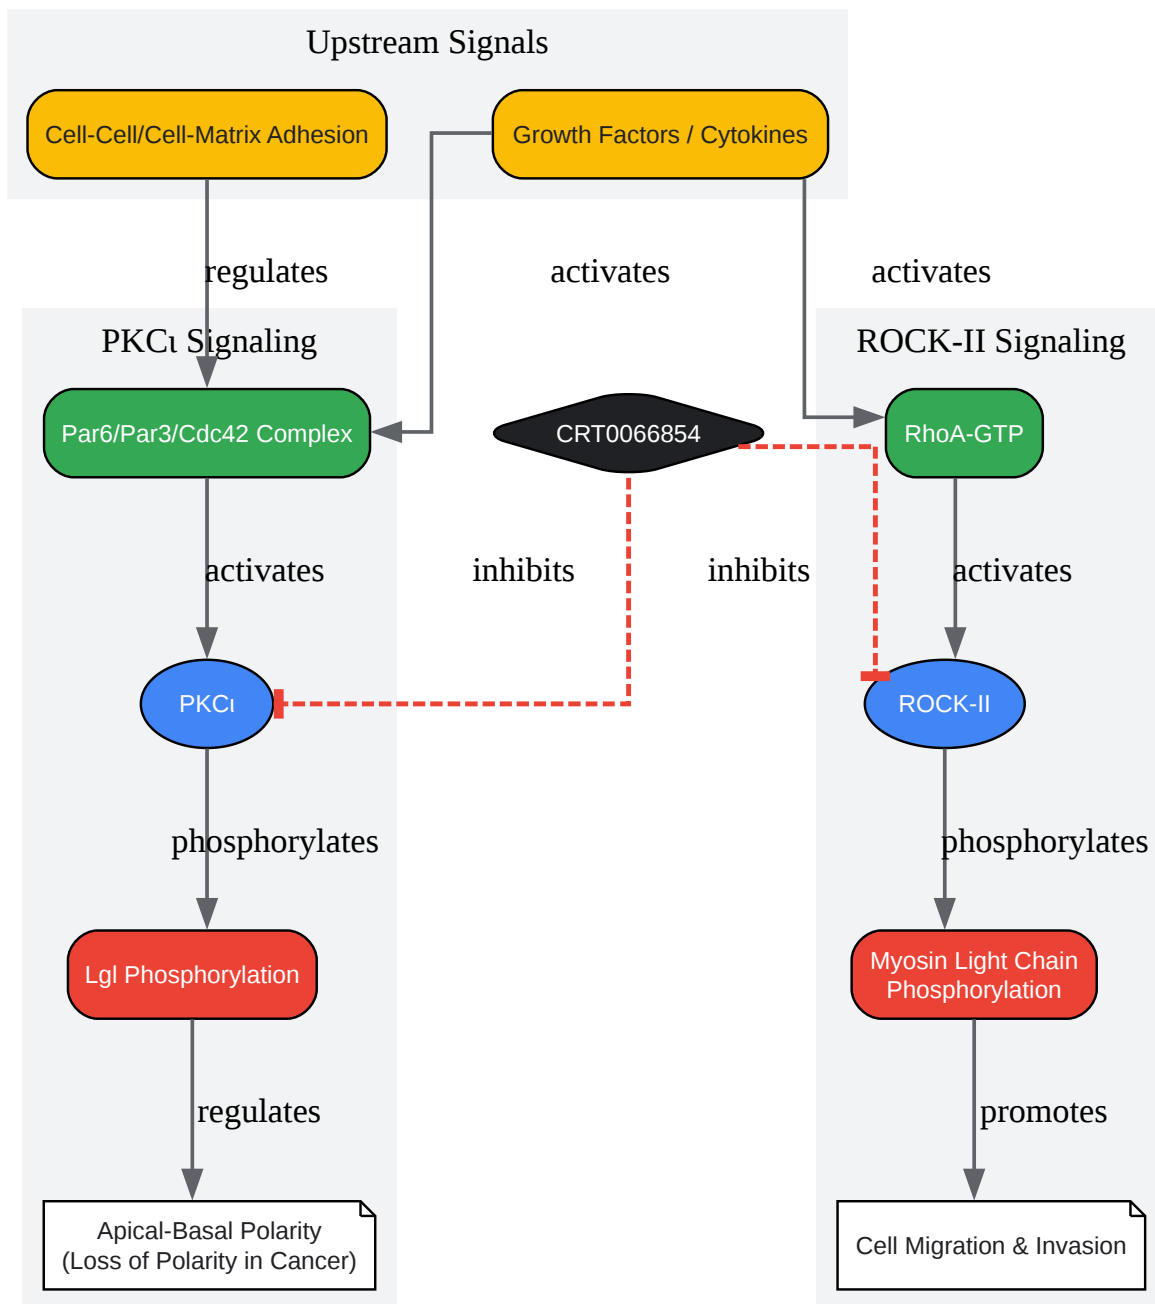 Upstream Signals
Cell-Cell/Cell-Matrix Adhesion
Growth Factors / Cytokines
regulates
activates
activates
PKCι Signaling
ROCK-II Signaling
Par6/Par3/Cdc42 Complex
CRT0066854
RhoA-GTP
activates
inhibits
inhibits
activates
PKCι
ROCK-II
phosphorylates
phosphorylates
Lgl Phosphorylation
Myosin Light Chain
Phosphorylation
regulates
promotes
Apical-Basal Polarity
(Loss of Polarity in Cancer)
Cell Migration & Invasion